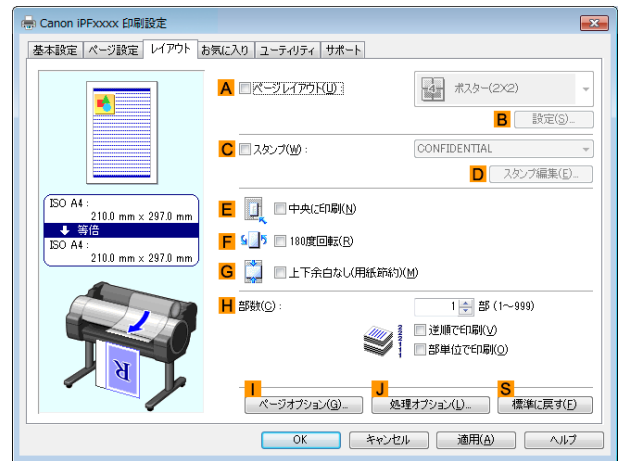 Canon iPFxxxx 印刷設定
基本設定 ページ設定 レイアウト お気に入り ユーティリティ サポート
A ページレイアウト(U) : 4 ポスター(2X2)
B 設定(S)...
C スタンプ(W) : CONFIDENTIAL
D スタンプ編集(E)...
ISO A4 :
210.0 mm x 297.0 mm
等倍
ISO A4 :
210.0 mm x 297.0 mm
E 中央に印刷(N)
F 180度回転(R)
G 上下余白なし(用紙節約)(M)
H 部数(C) : 1 部 (1～999)
逆順で印刷(V)
部単位で印刷(O)
R
I J S
ページオプション(G)... 処理オプション(L)... 標準に戻す(F)
OK キャンセル 適用(A) ヘルプ